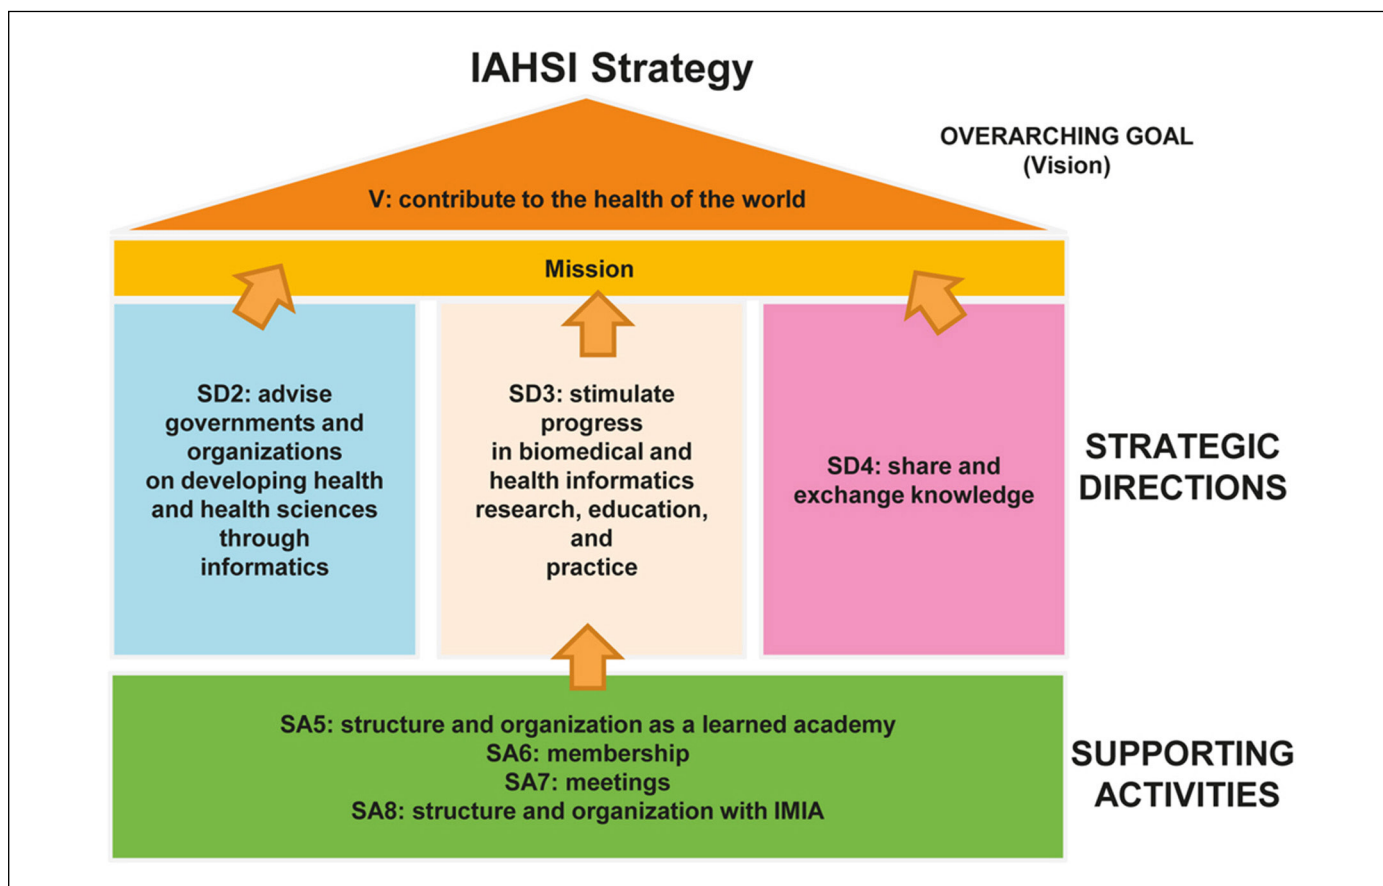 IAHSI Strategy
OVERARCHING GOAL
(Vision)
V: contribute to the health of the world
Mission
SD2: advise
governments and
organizations
on developing health
and health sciences
through
informatics
SD3: stimulate
progress
in biomedical and
health informatics
research, education,
and
practice
SD4: share and
exchange knowledge
STRATEGIC
DIRECTIONS
SA5: structure and organization as a learned academy
SA6: membership
SA7: meetings
SA8: structure and organization with IMIA
SUPPORTING
ACTIVITIES